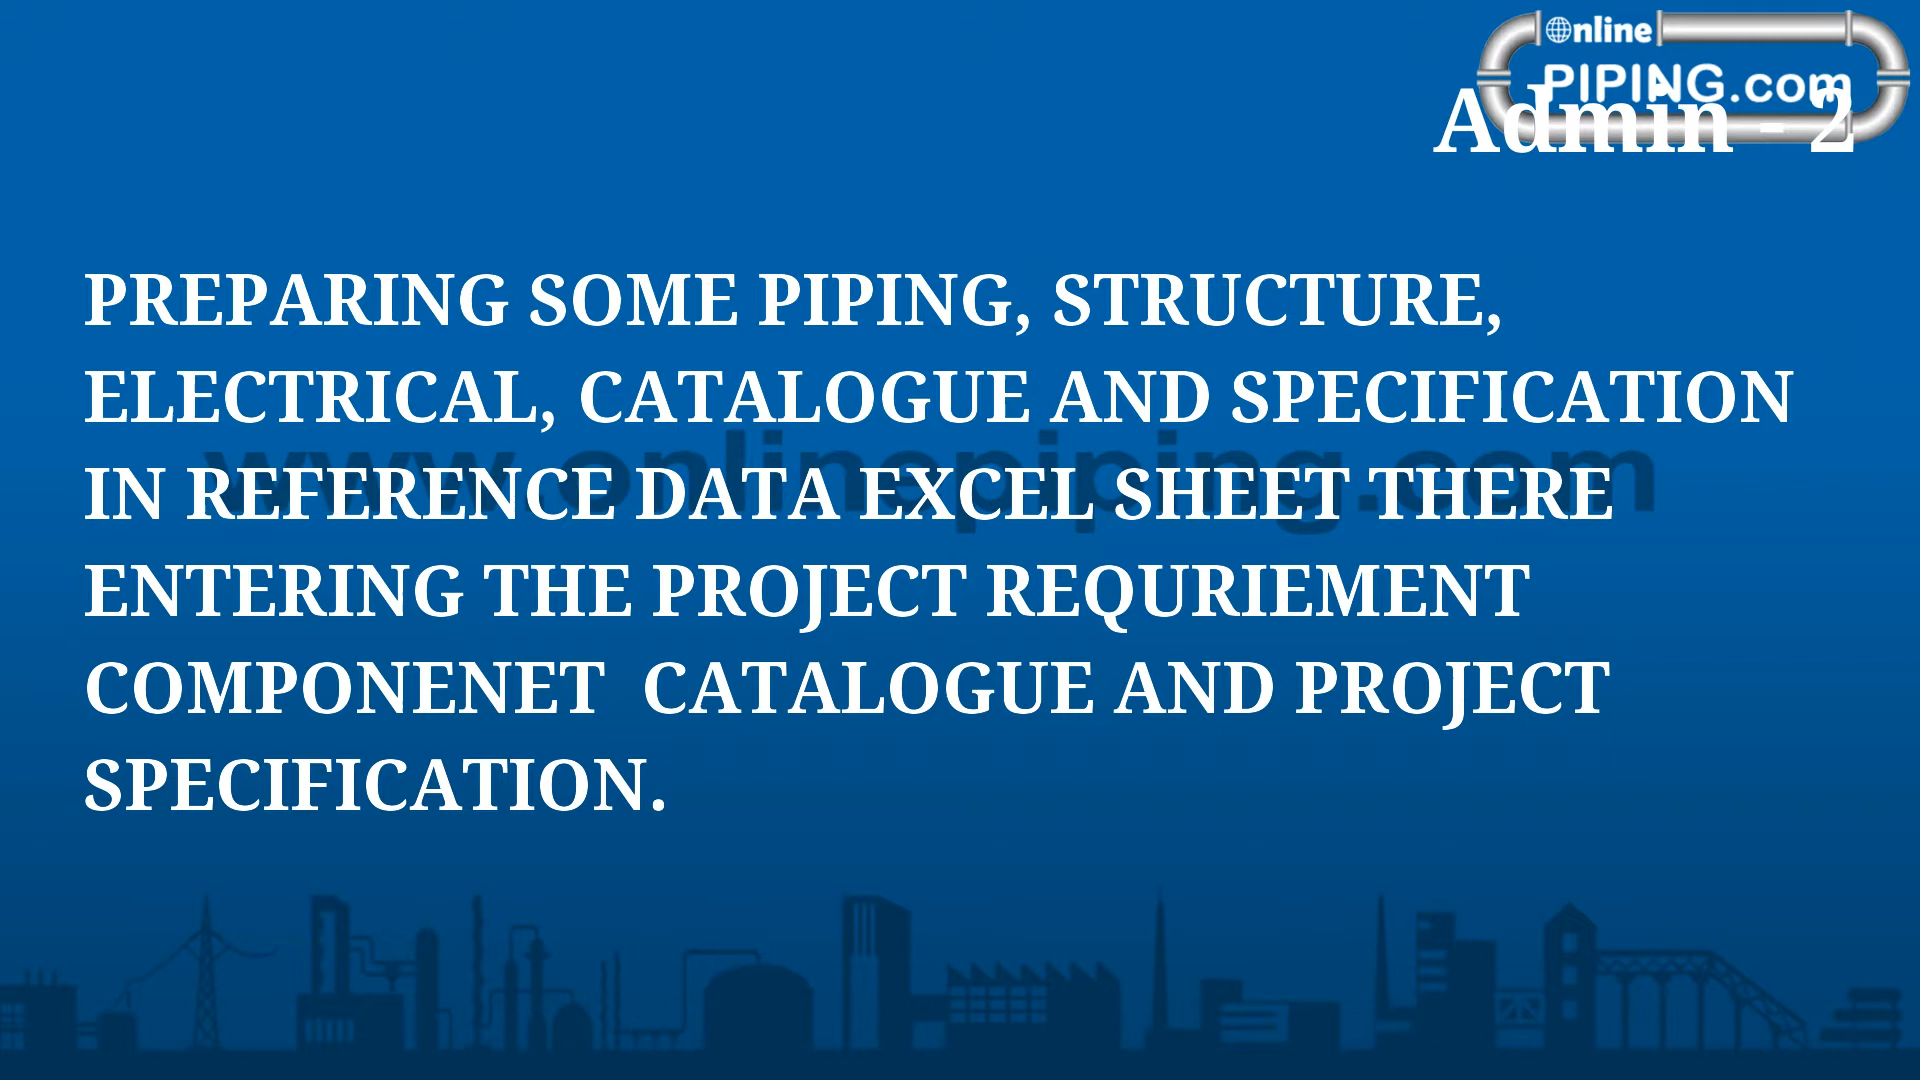 Online
PIPING.com
Admin - 2
PREPARING SOME PIPING, STRUCTURE,
ELECTRICAL, CATALOGUE AND SPECIFICATION
www.onlinepiping.com
IN REFERENCE DATA EXCEL SHEET THERE
ENTERING THE PROJECT REQURIEMENT
COMPONENET  CATALOGUE AND PROJECT
SPECIFICATION.